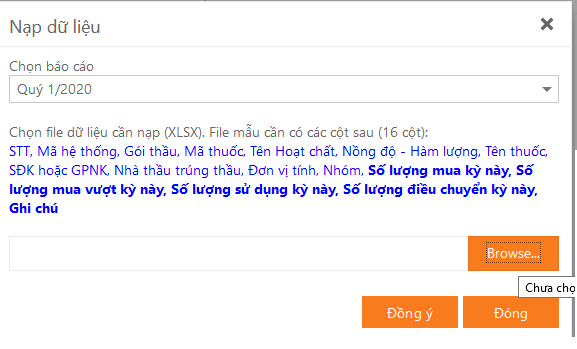 Nạp dữ liệu
Chọn báo cáo
Quý 1/2020
Chọn file dữ liệu cần nạp (XLSX). File mẫu cần có các cột sau (16 cột):
STT, Mã hệ thống, Gói thầu, Mã thuốc, Tên Hoạt chất, Nồng độ - Hàm lượng, Tên thuốc,
SĐK hoặc GPNK, Nhà thầu trúng thầu, Đơn vị tính, Nhóm, Số lượng mua kỳ này, Số
lượng mua vượt kỳ này, Số lượng sử dụng kỳ này, Số lượng điều chuyển kỳ này,
Ghi chú
Browse...
Chưa chọ
Đồng ý
Đóng